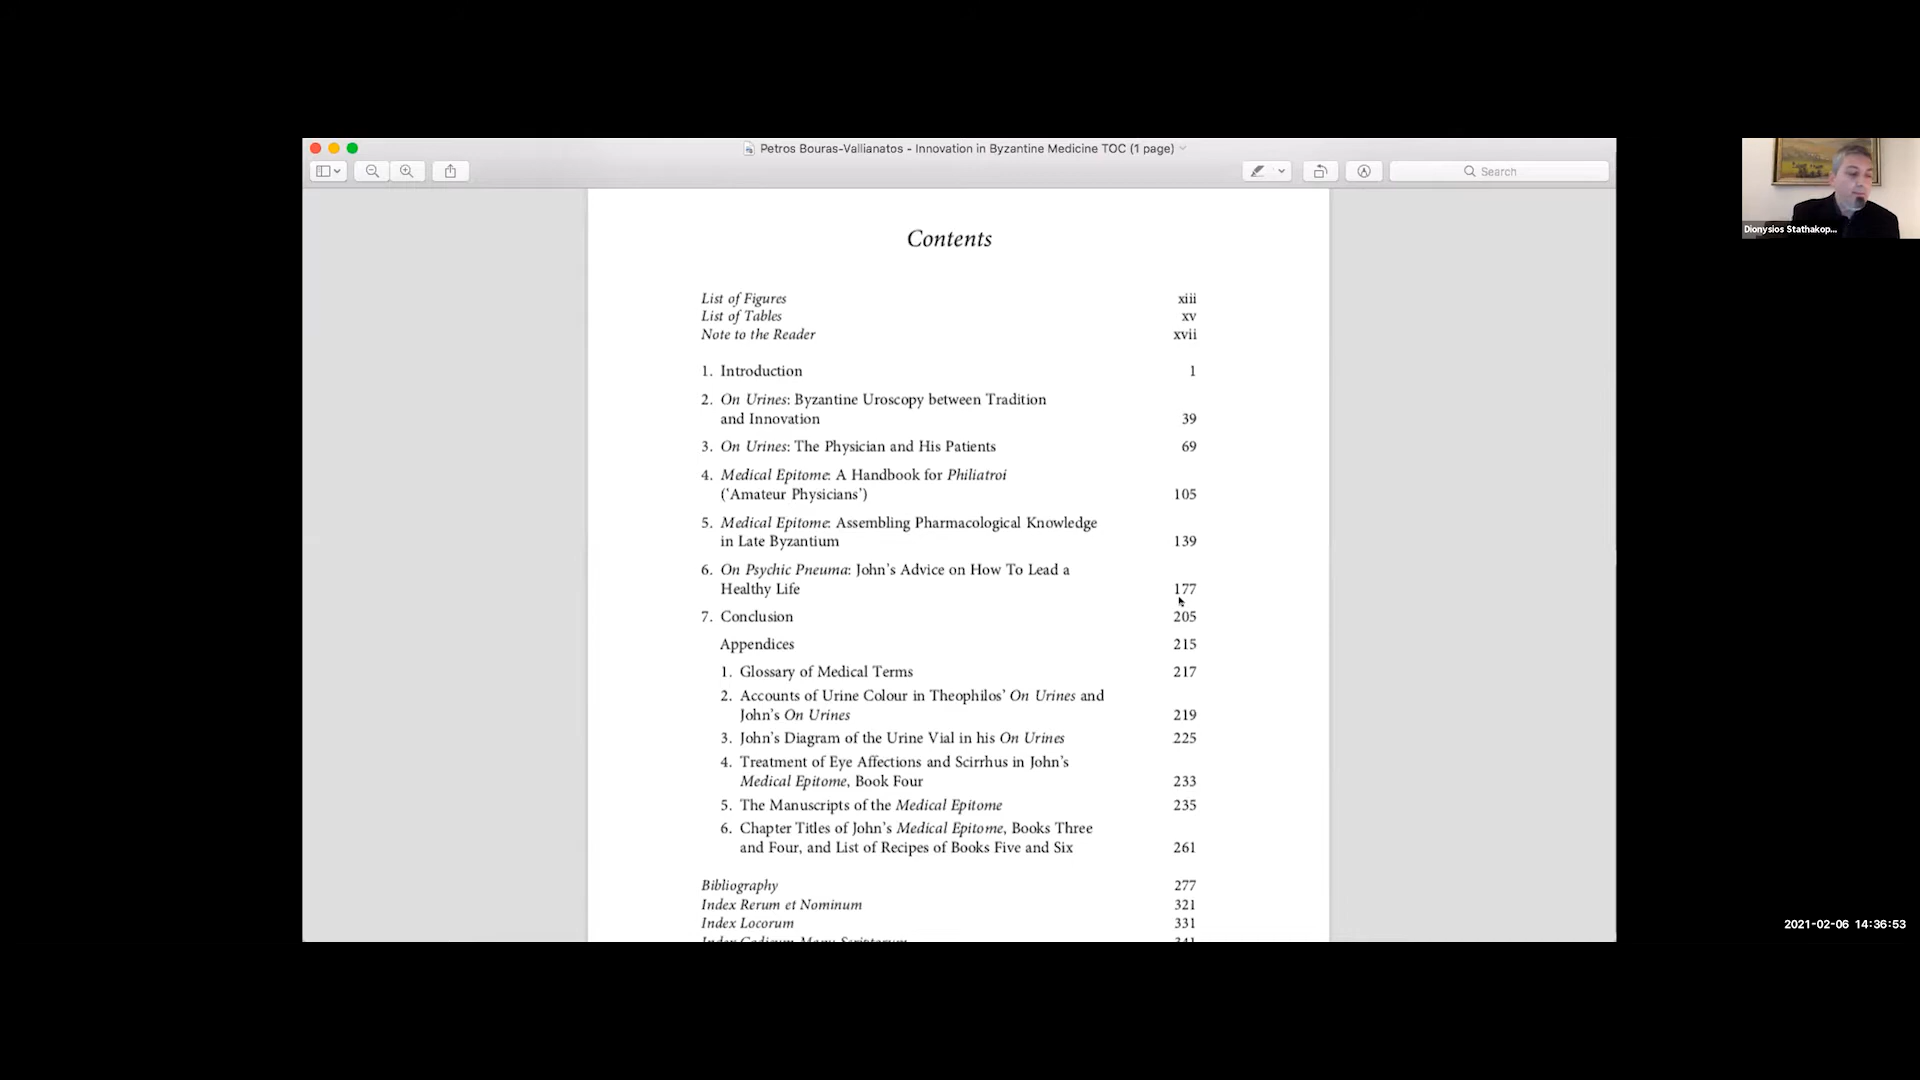 Petros Bouras-Vallianatos - Innovation in Byzantine Medicine TOC (1 page)
Search
Contents
List of Figures xiii
List of Tables xv
Note to the Reader xvii
1. Introduction 1
2. On Urines: Byzantine Uroscopy between Tradition
and Innovation 39
3. On Urines: The Physician and His Patients 69
4. Medical Epitome: A Handbook for Philiatroi
('Amateur Physicians') 105
5. Medical Epitome: Assembling Pharmacological Knowledge
in Late Byzantium 139
6. On Psychic Pneuma: John's Advice on How To Lead a
Healthy Life 177
7. Conclusion 205
Appendices 215
1. Glossary of Medical Terms 217
2. Accounts of Urine Colour in Theophilos' On Urines and
John's On Urines 219
3. John's Diagram of the Urine Vial in his On Urines 225
4. Treatment of Eye Affections and Scirrhus in John's
Medical Epitome, Book Four 233
5. The Manuscripts of the Medical Epitome 235
6. Chapter Titles of John's Medical Epitome, Books Three
and Four, and List of Recipes of Books Five and Six 261
Bibliography 277
Index Rerum et Nominum 321
Index Locorum 331
Index Codicum Manu Scriptorum 341
Dionysios Stathakop...
2021-02-06 14:36:53